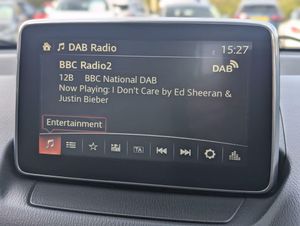 DAB Radio 15:27
BBC Radio2 DAB
12B BBC National DAB
Now Playing: I Don't Care by Ed Sheeran &
Justin Bieber
Entertainment
TA